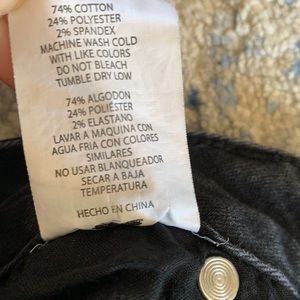 74% COTTON
24% POLYESTER
2% SPANDEX
MACHINE WASH COLD
WITH LIKE COLORS
DO NOT BLEACH
TUMBLE DRY LOW
74% ALGODON
24% POLIÉSTER
2% ELASTANO
LAVAR A MAQUINA CON
AGUA FRIA CON COLORES
SIMILARES
NO USAR BLANQUEADOR
SECAR A BAJA
TEMPERATURA
HECHO EN CHINA